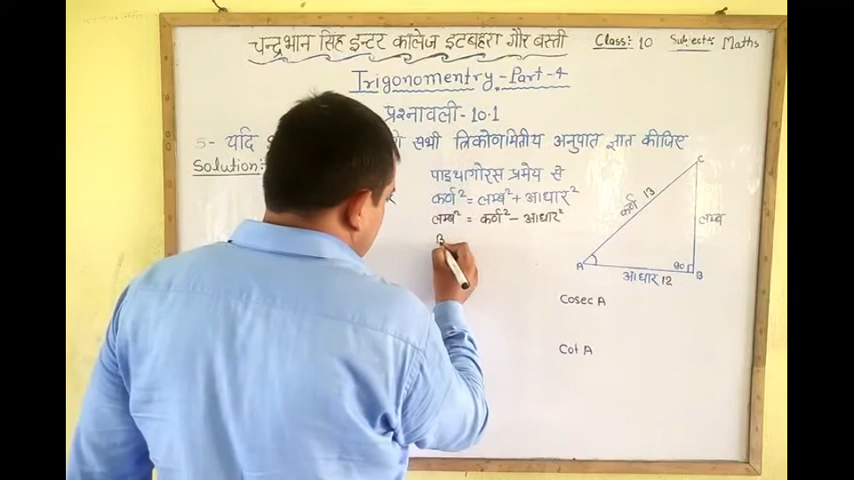 चन्द्रभान सिंह इन्टर कालेज इटबहरा गौर बस्ती Class:- 10 Subject:- Maths
Trigonomentry - Part-4
प्रश्नावली - 10.1
5- यदि सभी त्रिकोणमितीय अनुपात ज्ञात कीजिए
Solution:
पाइथागोरस प्रमेय से
कर्ण² = लम्ब² + आधार²
लम्ब² = कर्ण² - आधार²
B
C
कर्ण 13
लम्ब
A
90
B
आधार 12
Cosec A
Cot A